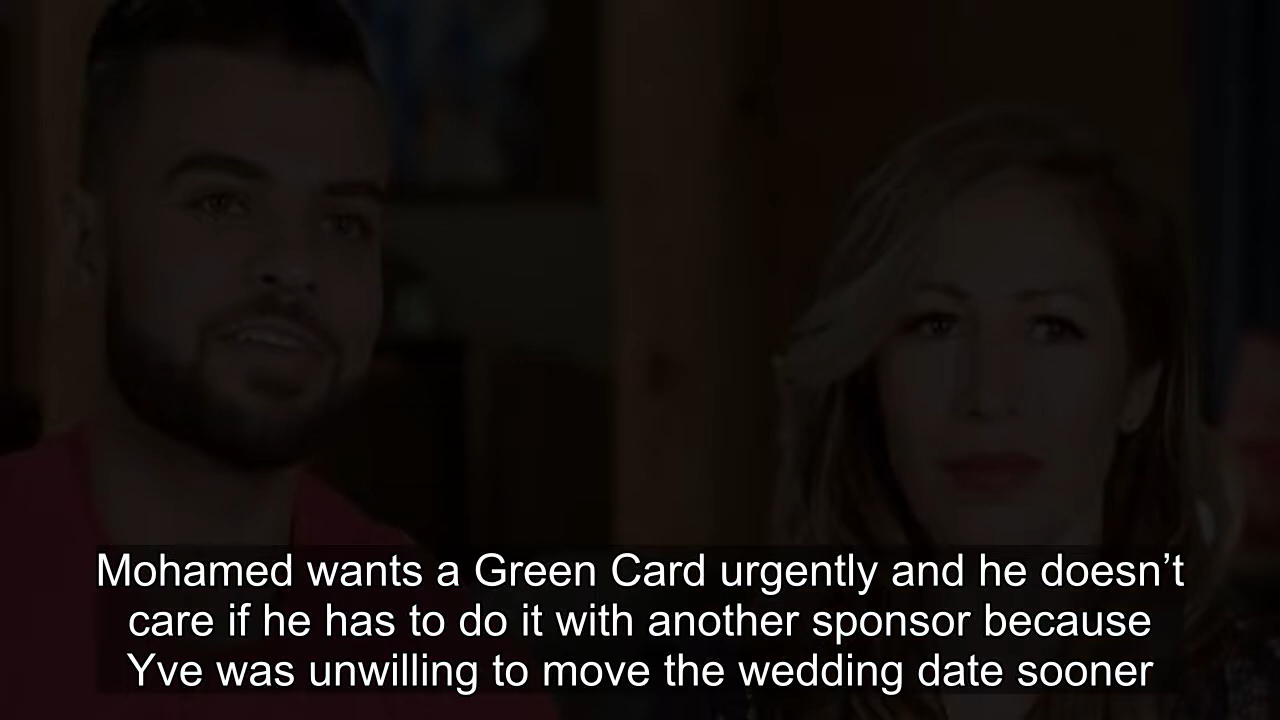 Mohamed wants a Green Card urgently and he doesn’t
care if he has to do it with another sponsor because
Yve was unwilling to move the wedding date sooner